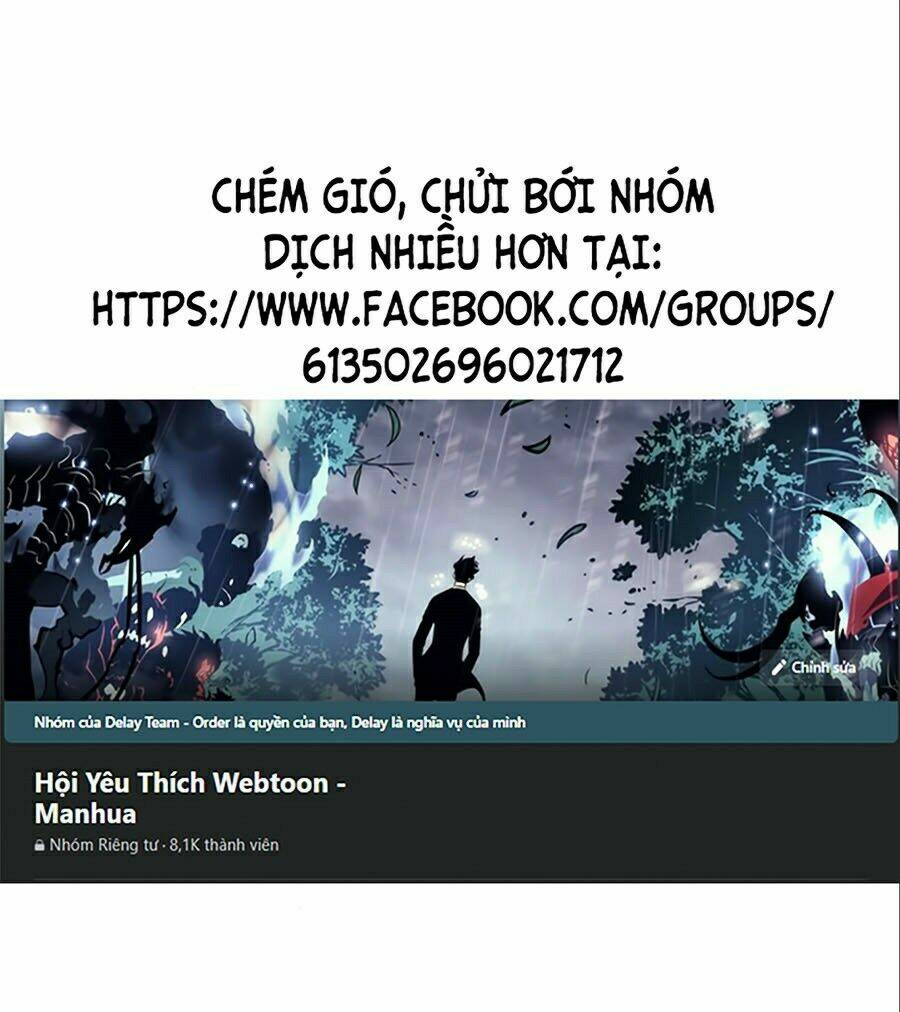 CHÉM GIÓ, CHỬI BỚI NHÓM
DỊCH NHIỀU HƠN TẠI:
HTTPS://WWW.FACEBOOK.COM/GROUPS/
613502696021712
Chỉnh sửa
Nhóm của Delay Team - Order là quyền của bạn, Delay là nghĩa vụ của mình
Hội Yêu Thích Webtoon -
Manhua
Nhóm Riêng tư · 8,1K thành viên